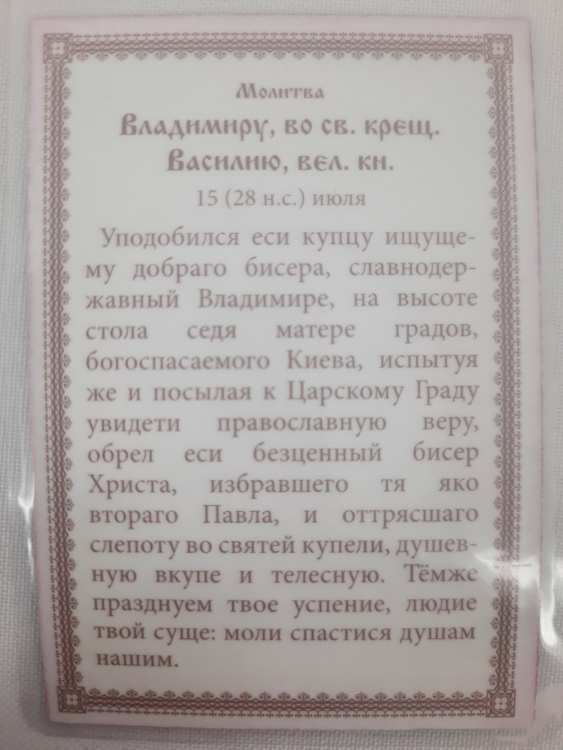 Молитва
Владимиру, во св. крещ.
Василию, вел. кн.
15 (28 н.с.) июля
Уподобился еси купцу ищуще-
му добраго бисера, славнодер-
жавный Владимире, на высоте
стола седя матере градов,
богоспасаемого Киева, испытуя
же и посылая к Царскому Граду
увидети православную веру,
обрел еси безценный бисер
Христа, избравшего тя яко
втораго Павла, и оттрясшаго
слепоту во святей купели, душев-
ную вкупе и телесную. Тёмже
празднуем твое успение, людие
твой суще: моли спастися душам
нашим.